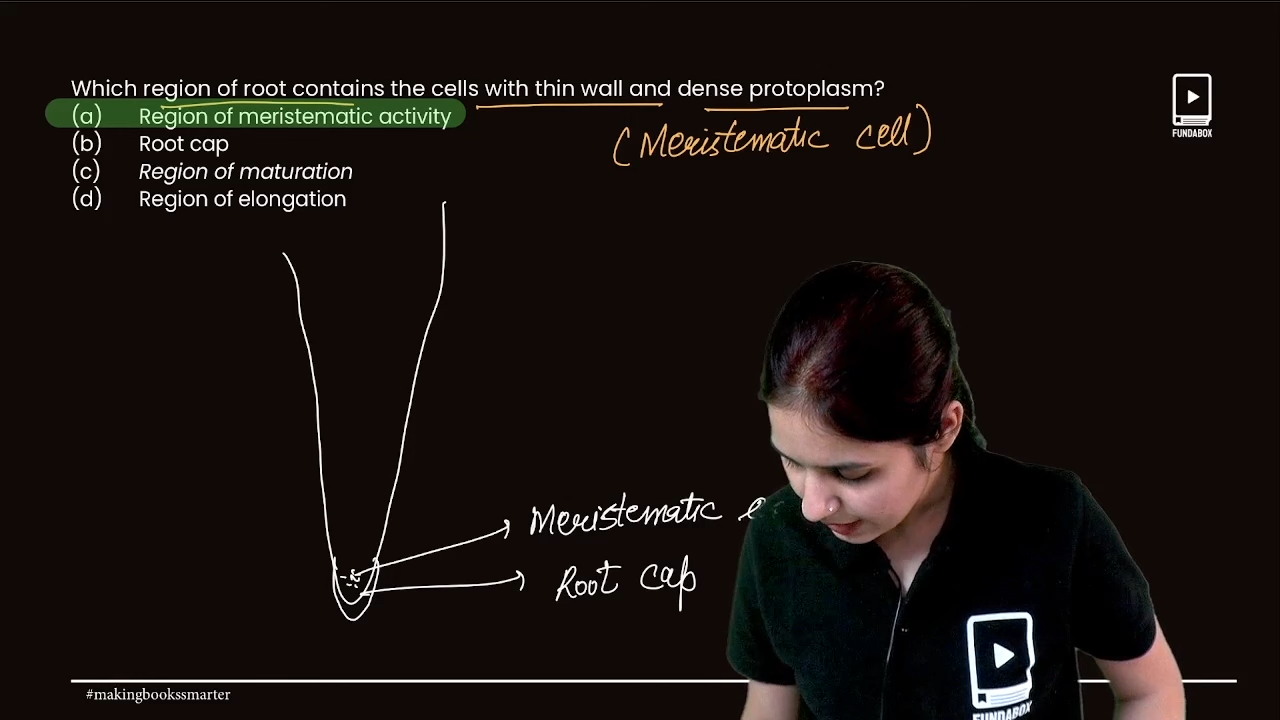 Which region of root contains the cells with thin wall and dense protoplasm?
(a) Region of meristematic activity
(Meristematic cell)
(b) Root cap
(c) Region of maturation
(d) Region of elongation
FUNDABOX
Meristematic
Root cap
#makingbookssmarter
FUNDABOX